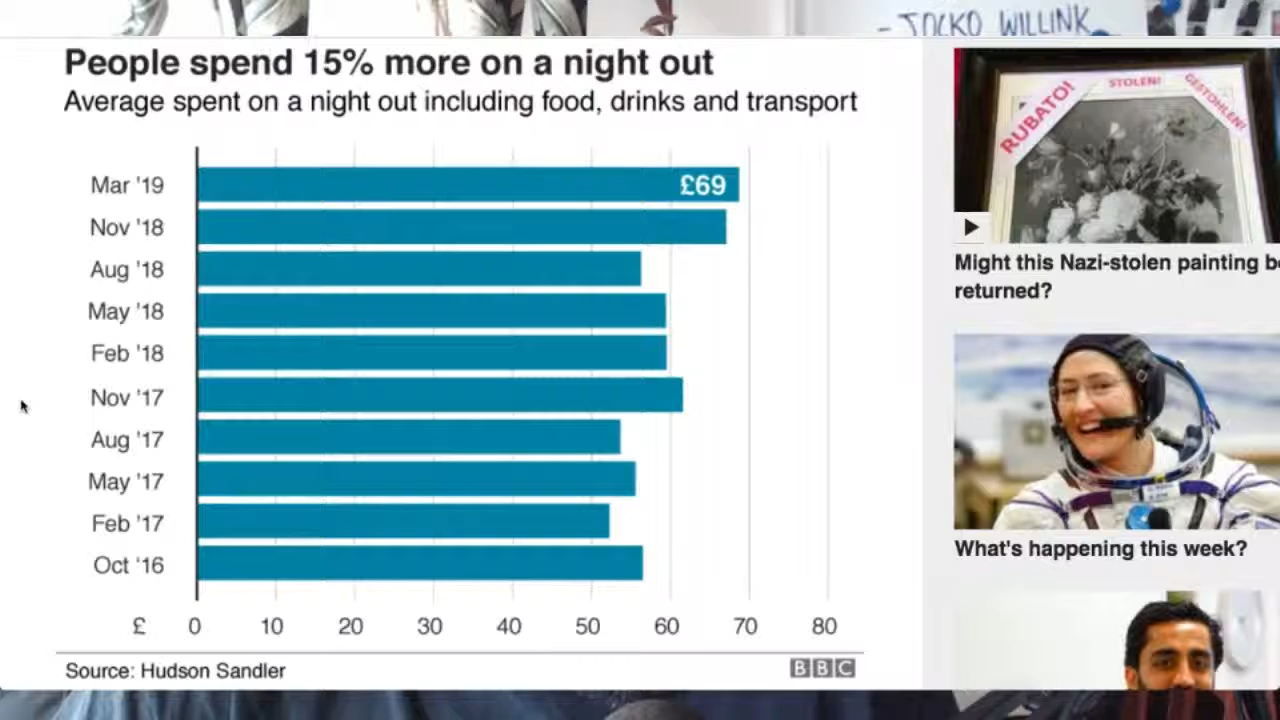 - JOCKO WILLINK
People spend 15% more on a night out
Average spent on a night out including food, drinks and transport
Mar '19
£69
Nov '18
Aug '18
May '18
Feb '18
Nov '17
Aug '17
May '17
Feb '17
Oct '16
£ 0 10 20 30 40 50 60 70 80
Source: Hudson Sandler
BBC
RUBATO!
STOLEN!
GESTOHLEN!
Might this Nazi-stolen painting be
returned?
What's happening this week?